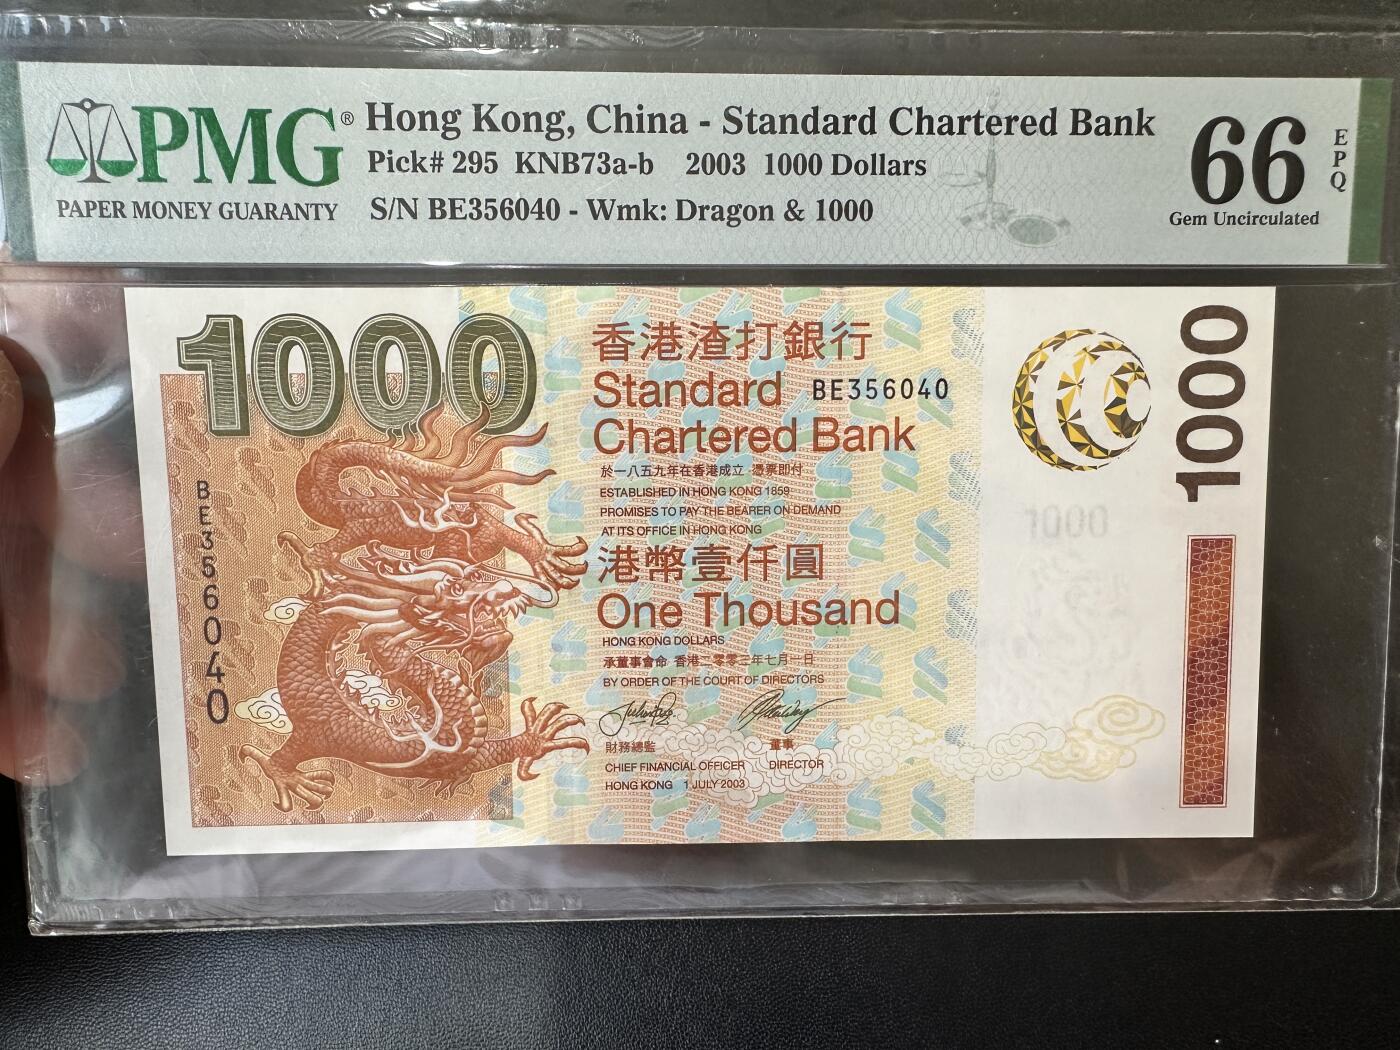 PMG®
PAPER MONEY GUARANTY
Hong Kong, China - Standard Chartered Bank
Pick# 295 KNB73a-b 2003 1000 Dollars
S/N BE356040 - Wmk: Dragon & 1000
66
EPQ
Gem Uncirculated
1000
BE356040
香港渣打銀行
Standard BE356040
Chartered Bank
於一八五九年在香港成立 憑票即付
ESTABLISHED IN HONG KONG 1859
PROMISES TO PAY THE BEARER ON DEMAND
AT ITS OFFICE IN HONG KONG
港幣壹仟圓
One Thousand
HONG KONG DOLLARS
承董事會命 香港二零零三年七月一日
BY ORDER OF THE COURT OF DIRECTORS
財務總監 董事
CHIEF FINANCIAL OFFICER DIRECTOR
HONG KONG 1 JULY 2003
1000